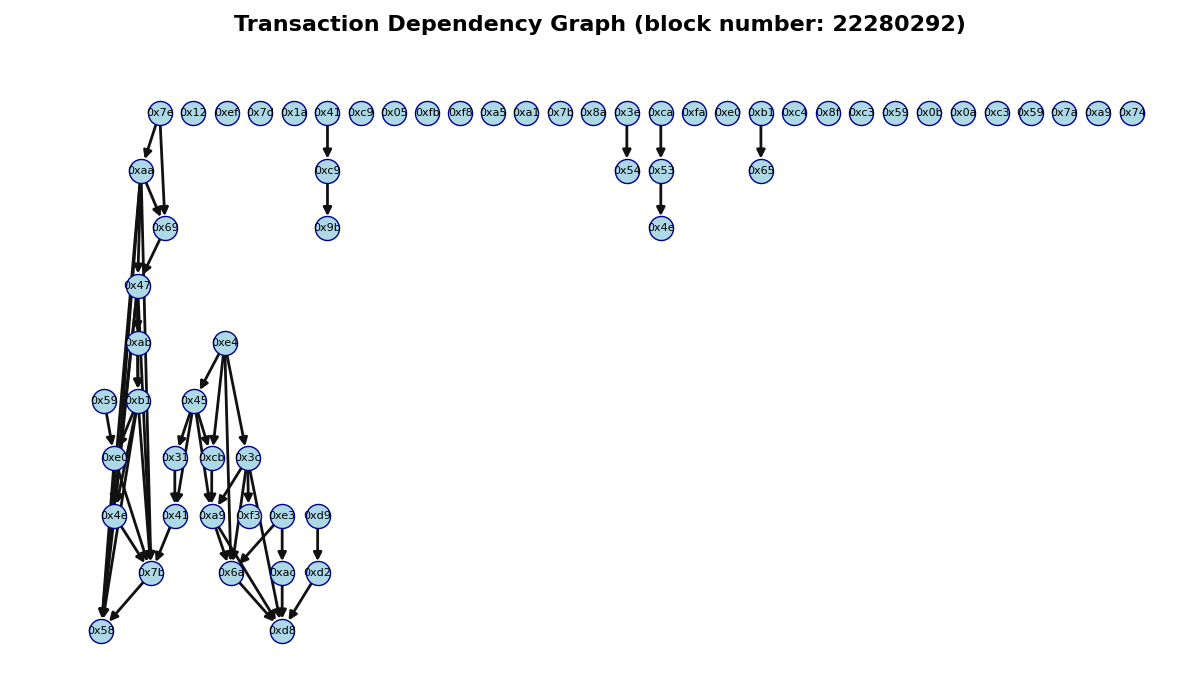 Transaction Dependency Graph (block number: 22280292)
0x7e 0x12 0xef 0x7d 0x1a 0x41 0xc9 0x05 0xfb 0xf8 0xa5 0xa1 0x7b 0x8a 0x3e 0xca 0xfa 0xe0 0xb1 0xc4 0x8f 0xc3 0x59 0x0b 0x0a 0xc3 0x59 0x7a 0xa9 0x74
0xaa 0xc9 0x54 0x53 0x65
0x69 0x9b 0x4e
0x47
0xab 0xe4
0x59 0xb1 0x45
0xe0 0x31 0xcb 0x3c
0x4e 0x41 0xa9 0xf3 0xe3 0xd9
0x7b 0x6a 0xac 0xd2
0x58 0xd8